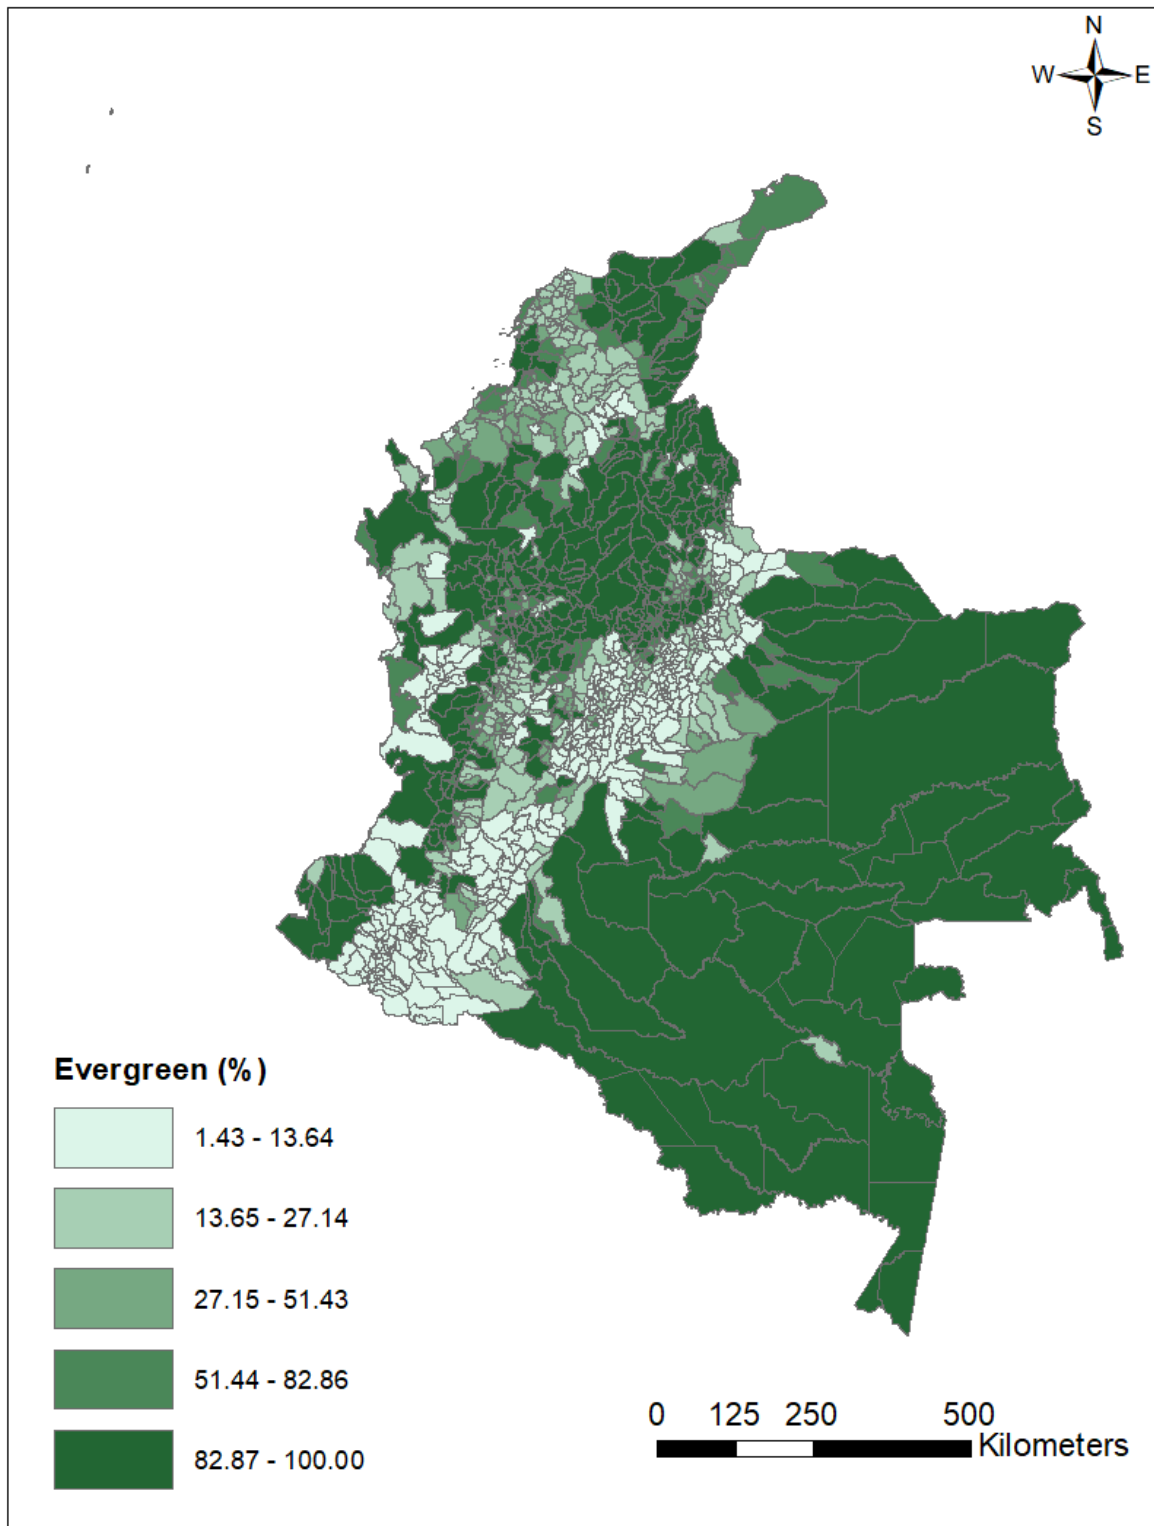 N
W E
S
Evergreen (%)
1.43 - 13.64
13.65 - 27.14
27.15 - 51.43
51.44 - 82.86
82.87 - 100.00
0 125 250 500
Kilometers